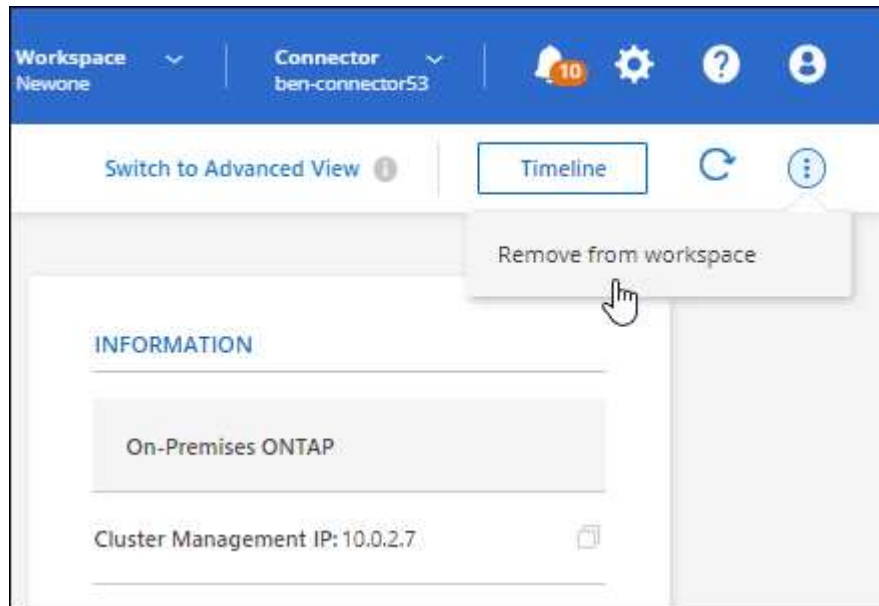 Workspace
Newone
Connector
ben-connector53
10
Switch to Advanced View
Timeline
Remove from workspace
INFORMATION
On-Premises ONTAP
Cluster Management IP: 10.0.2.7